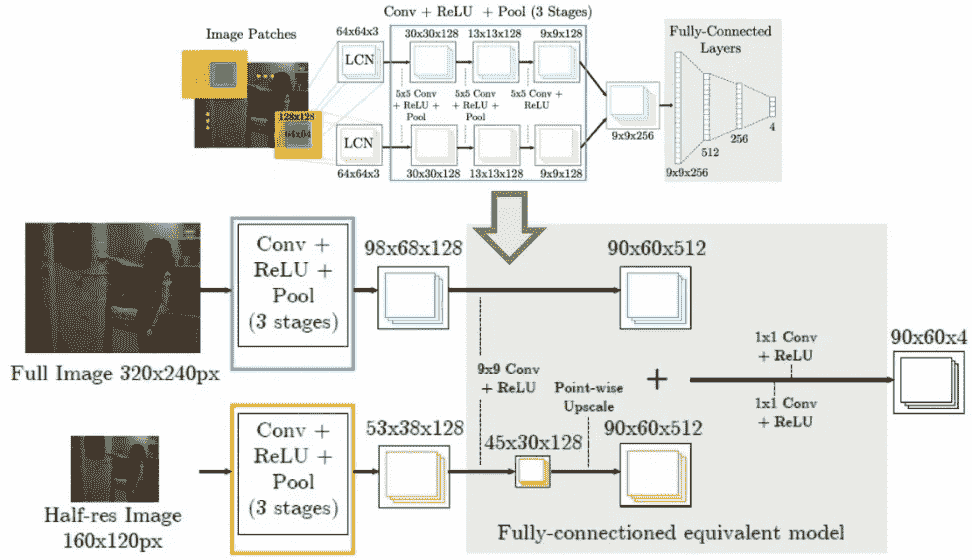 Conv + ReLU + Pool (3 Stages)
Image Patches
64x64x3
30x30x128
13x13x128
9x9x128
Fully-Connected
Layers
LCN
128x128
64x64
5x5 Conv
+ ReLU +
Pool
5x5 Conv
+ ReLU +
Pool
5x5 Conv
+ ReLU
4
256
512
9x9x256
9x9x256
LCN
64x64x3
30x30x128
13x13x128
9x9x128
Conv +
ReLU +
Pool
(3 stages)
98x68x128
90x60x512
Full Image 320x240px
9x9 Conv
+ ReLU
Point-wise
Upscale
+
1x1 Conv
+ ReLU
1x1 Conv
+ ReLU
90x60x4
Conv +
ReLU +
Pool
(3 stages)
53x38x128
45x30x128
90x60x512
Half-res Image
160x120px
Fully-connectioned equivalent model